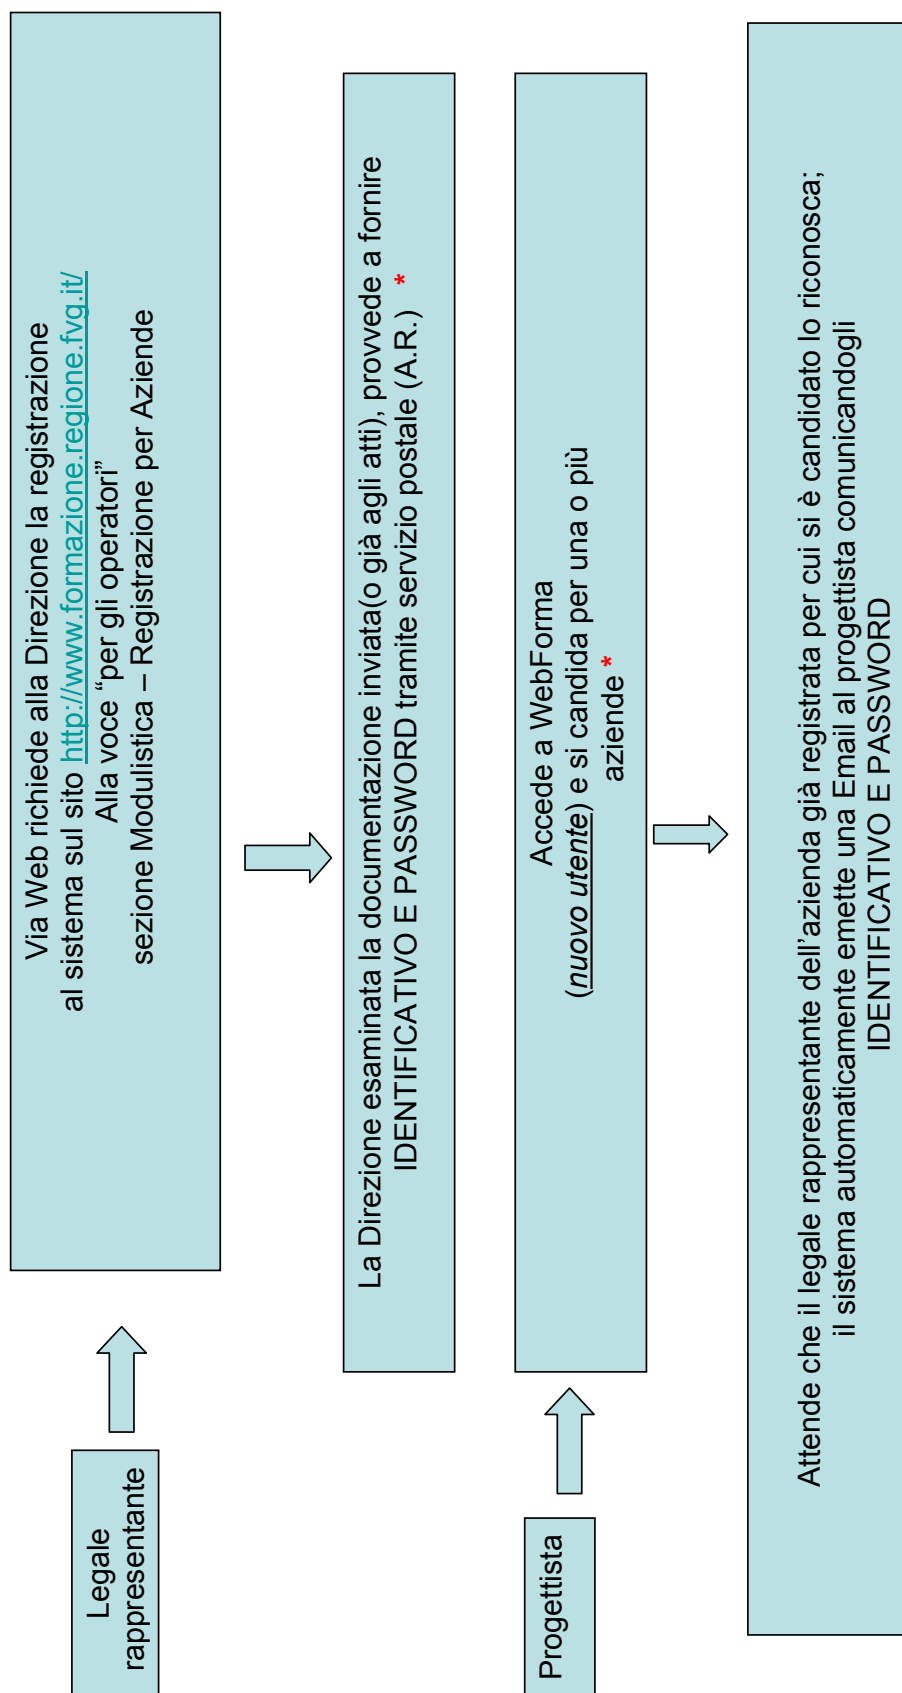 Legale
rappresentante
Via Web richiede alla Direzione la registrazione
al sistema sul sito http://www.formazione.regione.fvg.it/
Alla voce “per gli operatori”
sezione Modulistica – Registrazione per Aziende
La Direzione esaminata la documentazione inviata(o già agli atti), provvede a fornire
IDENTIFICATIVO E PASSWORD tramite servizio postale (A.R.) *
Progettista
Accede a WebForma
(nuovo utente) e si candida per una o più
aziende *
Attende che il legale rappresentante dell’azienda già registrata per cui si è candidato lo riconosca;
il sistema automaticamente emette una Email al progettista comunicandogli
IDENTIFICATIVO E PASSWORD